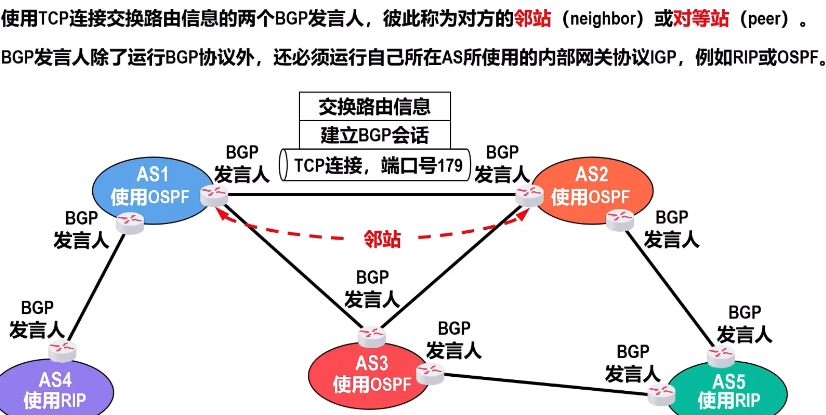 使用TCP连接交换路由信息的两个BGP发言人，彼此称为对方的邻站（neighbor）或对等站（peer）。
BGP发言人除了运行BGP协议外，还必须运行自己所在AS所使用的内部网关协议IGP，例如RIP或OSPF。
交换路由信息
建立BGP会话
TCP连接，端口号179
BGP
发言人
BGP
发言人
AS1
使用OSPF
AS2
使用OSPF
BGP
发言人
BGP
发言人
邻站
BGP
发言人
BGP
发言人
BGP
发言人
BGP
发言人
BGP
发言人
AS4
使用RIP
AS3
使用OSPF
AS5
使用RIP